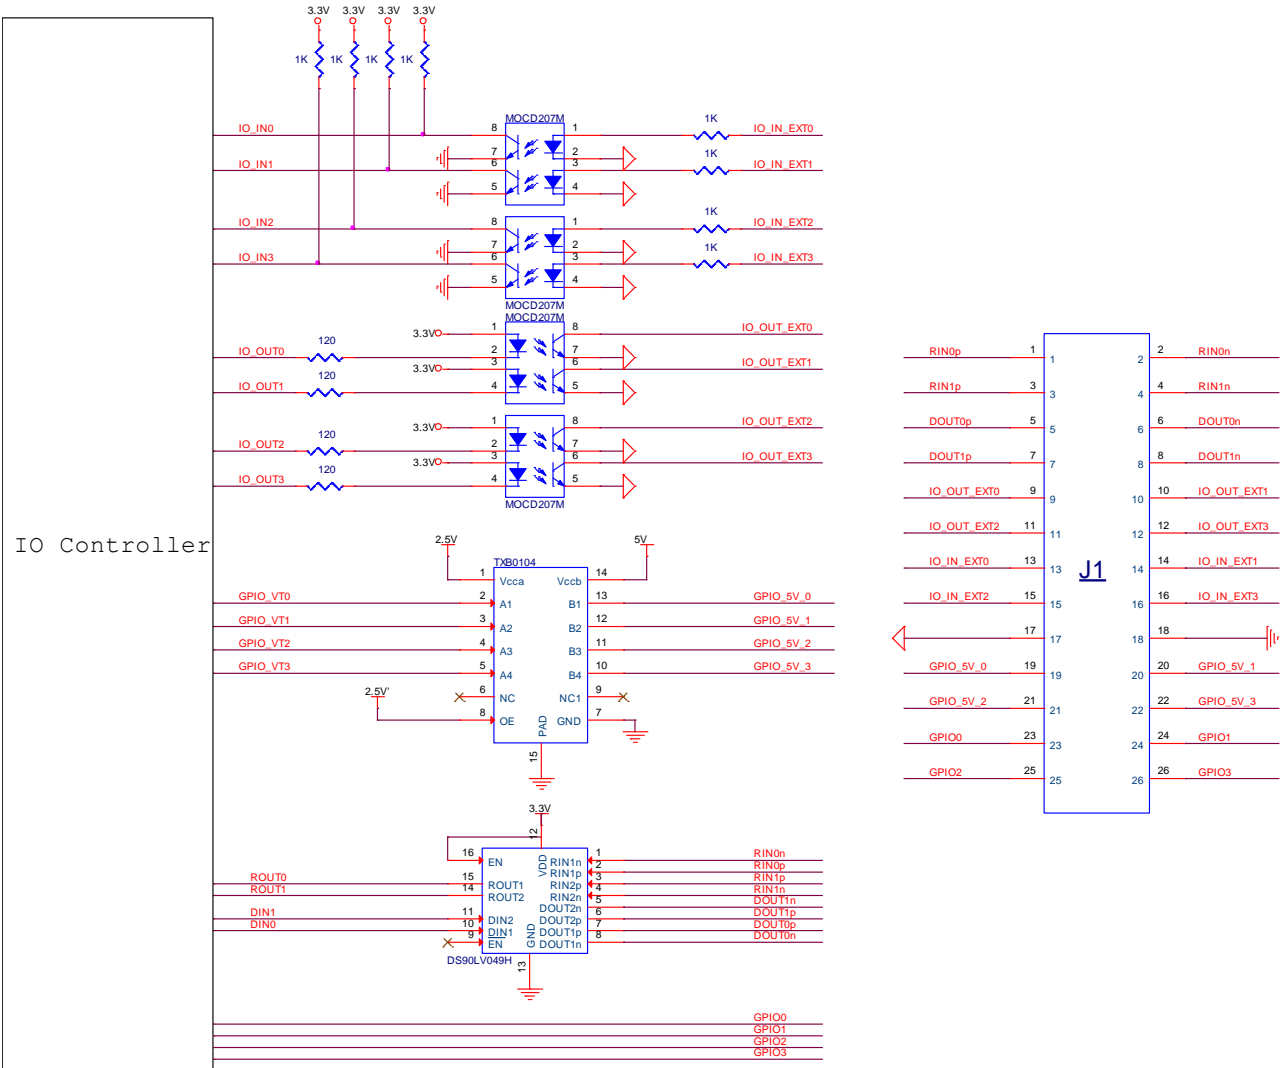 3.3V 3.3V 3.3V 3.3V
1K 1K 1K 1K
MOCD207M
IO_IN0 8 1 1K IO_IN_EXT0
7 2
IO_IN1 6 3 1K IO_IN_EXT1
5 4
IO_IN2 8 1 1K IO_IN_EXT2
7 2
IO_IN3 6 3 1K IO_IN_EXT3
5 4
MOCD207M
MOCD207M
3.3V 1 8 IO_OUT_EXT0
IO_OUT0 120 2 7
3.3V 3 6 IO_OUT_EXT1
IO_OUT1 120 4 5
3.3V 1 8 IO_OUT_EXT2
IO_OUT2 120 2 7
3.3V 3 6 IO_OUT_EXT3
IO_OUT3 120 4 5
MOCD207M
IO Controller
2.5V 5V
TXB0104
1 Vcca Vccb 14
GPIO_VT0 2 A1 B1 13 GPIO_5V_0
GPIO_VT1 3 A2 B2 12 GPIO_5V_1
GPIO_VT2 4 A3 B3 11 GPIO_5V_2
GPIO_VT3 5 A4 B4 10 GPIO_5V_3
6 NC NC1 9
2.5V'
8 OE PAD GND 7
15
3.3V
12
16 EN VDD RIN1n 1 RIN0n
RIN1p 2 RIN0p
ROUT0 15 ROUT1 RIN2p 3 RIN1p
ROUT1 14 ROUT2 RIN2n 4 RIN1n
DOUT2n 5 DOUT1n
DIN1 11 DIN2 DOUT2p 6 DOUT1p
DIN0 10 DIN1 DOUT1p 7 DOUT0p
9 EN GND DOUT1n 8 DOUT0n
DS90LV049H
13
GPIO0
GPIO1
GPIO2
GPIO3
RIN0p 1 1 2 2 RIN0n
RIN1p 3 3 4 4 RIN1n
DOUT0p 5 5 6 6 DOUT0n
DOUT1p 7 7 8 8 DOUT1n
IO_OUT_EXT0 9 9 10 10 IO_OUT_EXT1
IO_OUT_EXT2 11 11 12 12 IO_OUT_EXT3
IO_IN_EXT0 13 13 14 14 IO_IN_EXT1
J1
IO_IN_EXT2 15 15 16 16 IO_IN_EXT3
17 17 18 18
GPIO_5V_0 19 19 20 20 GPIO_5V_1
GPIO_5V_2 21 21 22 22 GPIO_5V_3
GPIO0 23 23 24 24 GPIO1
GPIO2 25 25 26 26 GPIO3